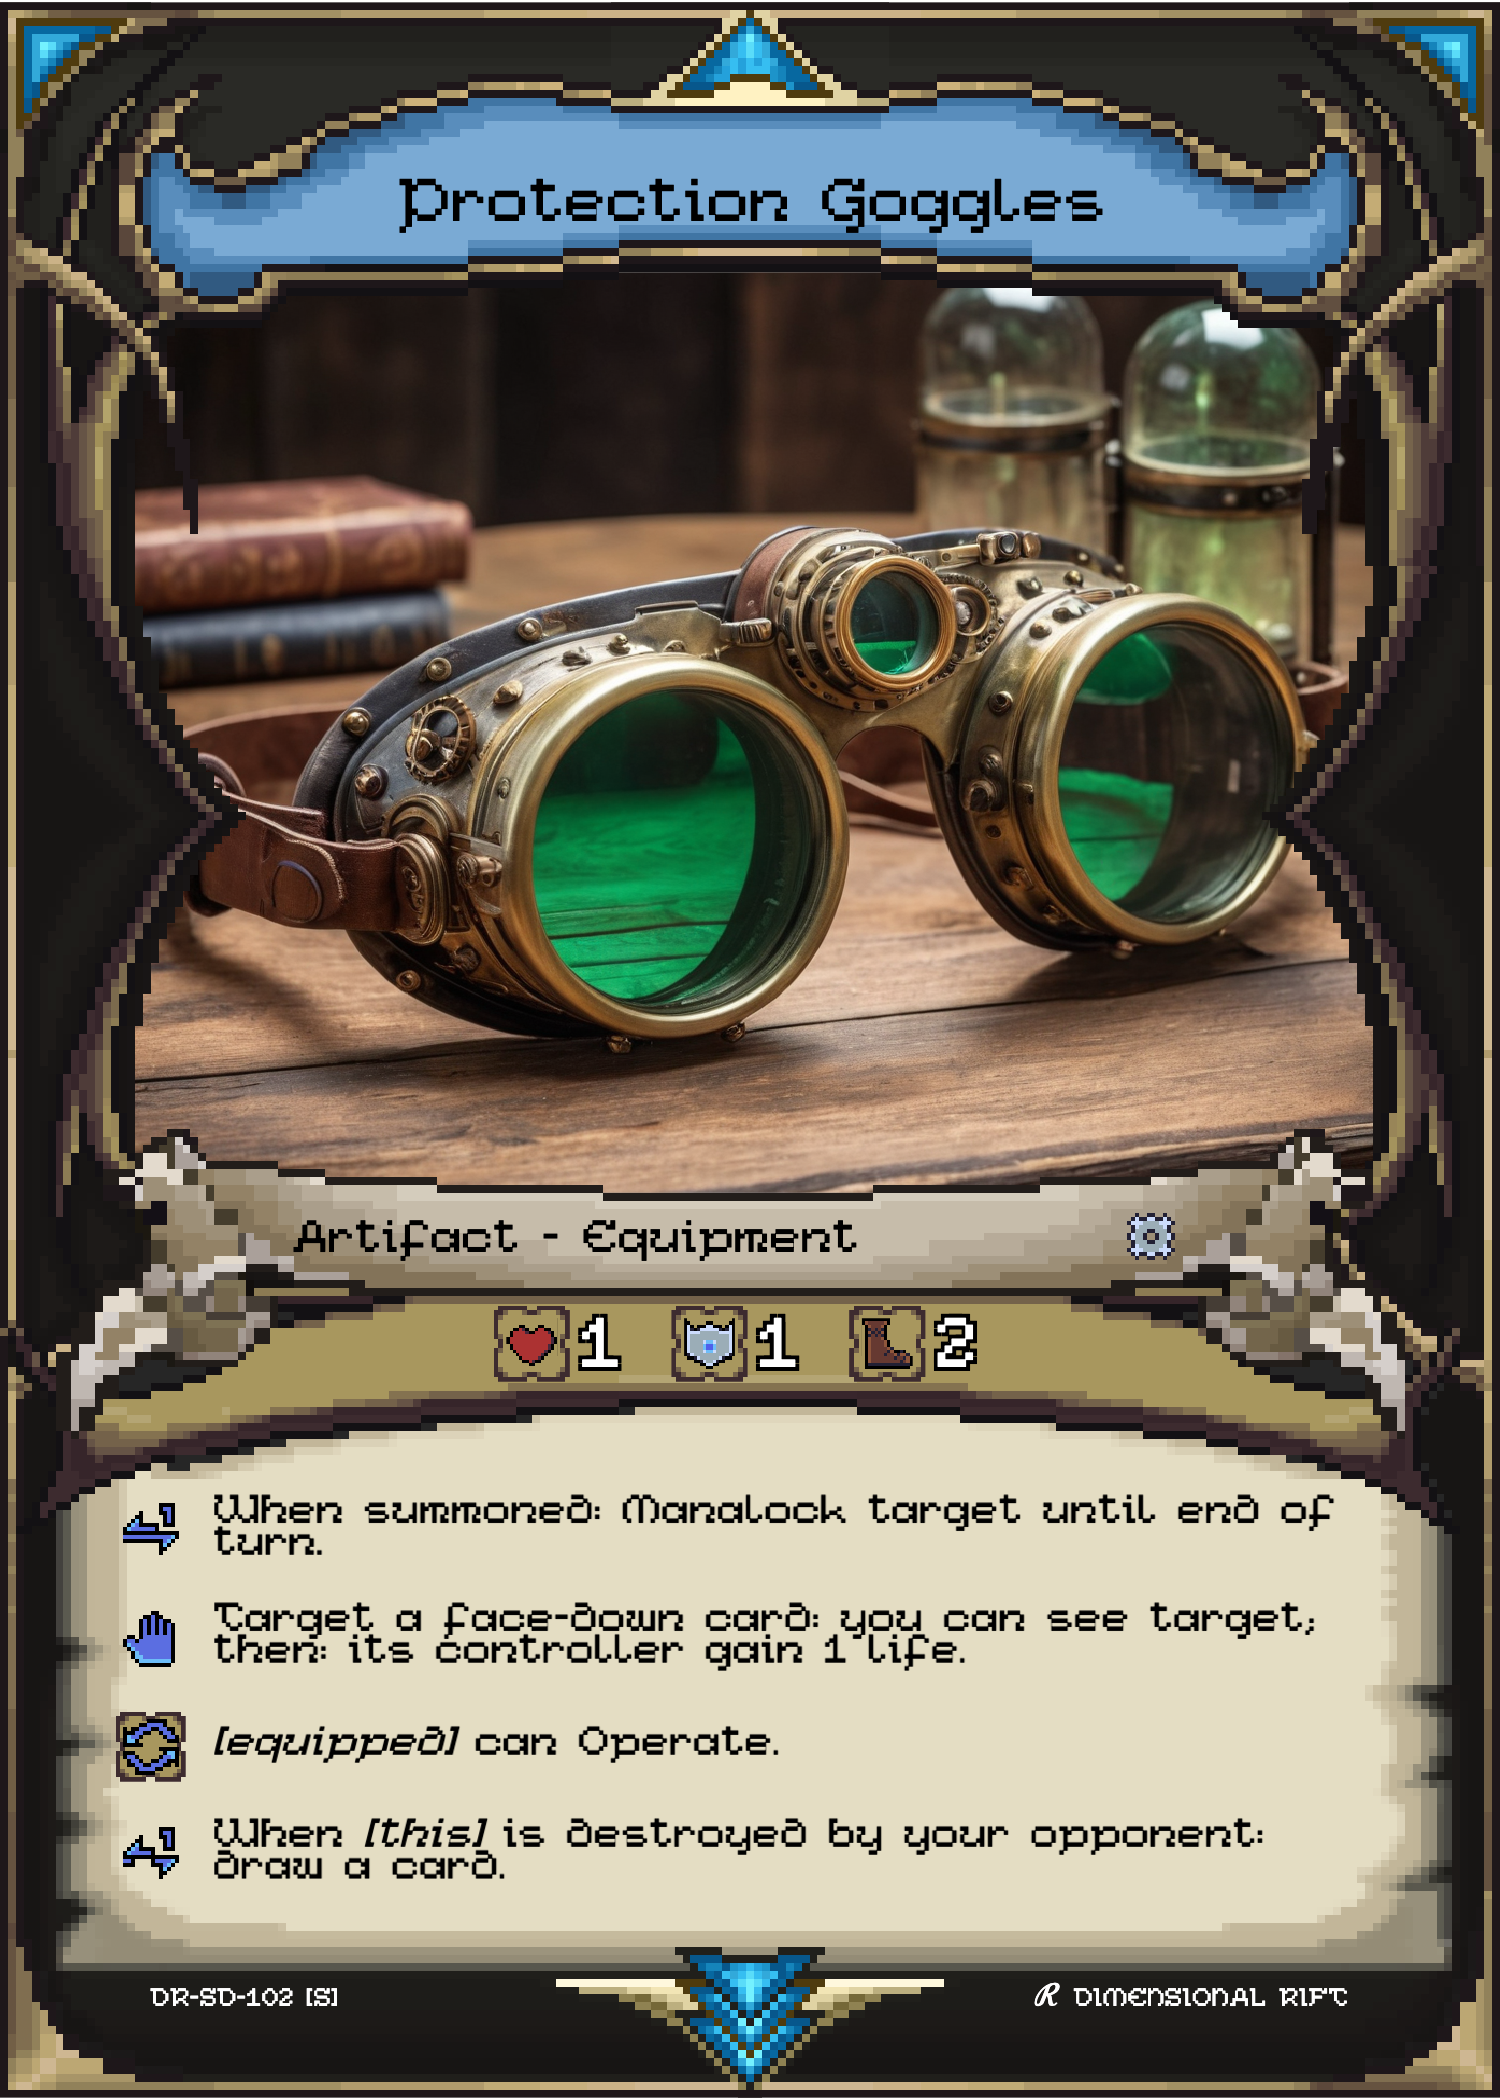 Protection Goggles
Artifact - Equipment
1 1 2
When summoned: Manalock target until end of
turn.
Target a face-down card: you can see target;
then: its controller gain 1 life.
[equipped] can Operate.
When [this] is destroyed by your opponent:
draw a card.
DR-SD-102 [S]
R DIMENSIONAL RIFT